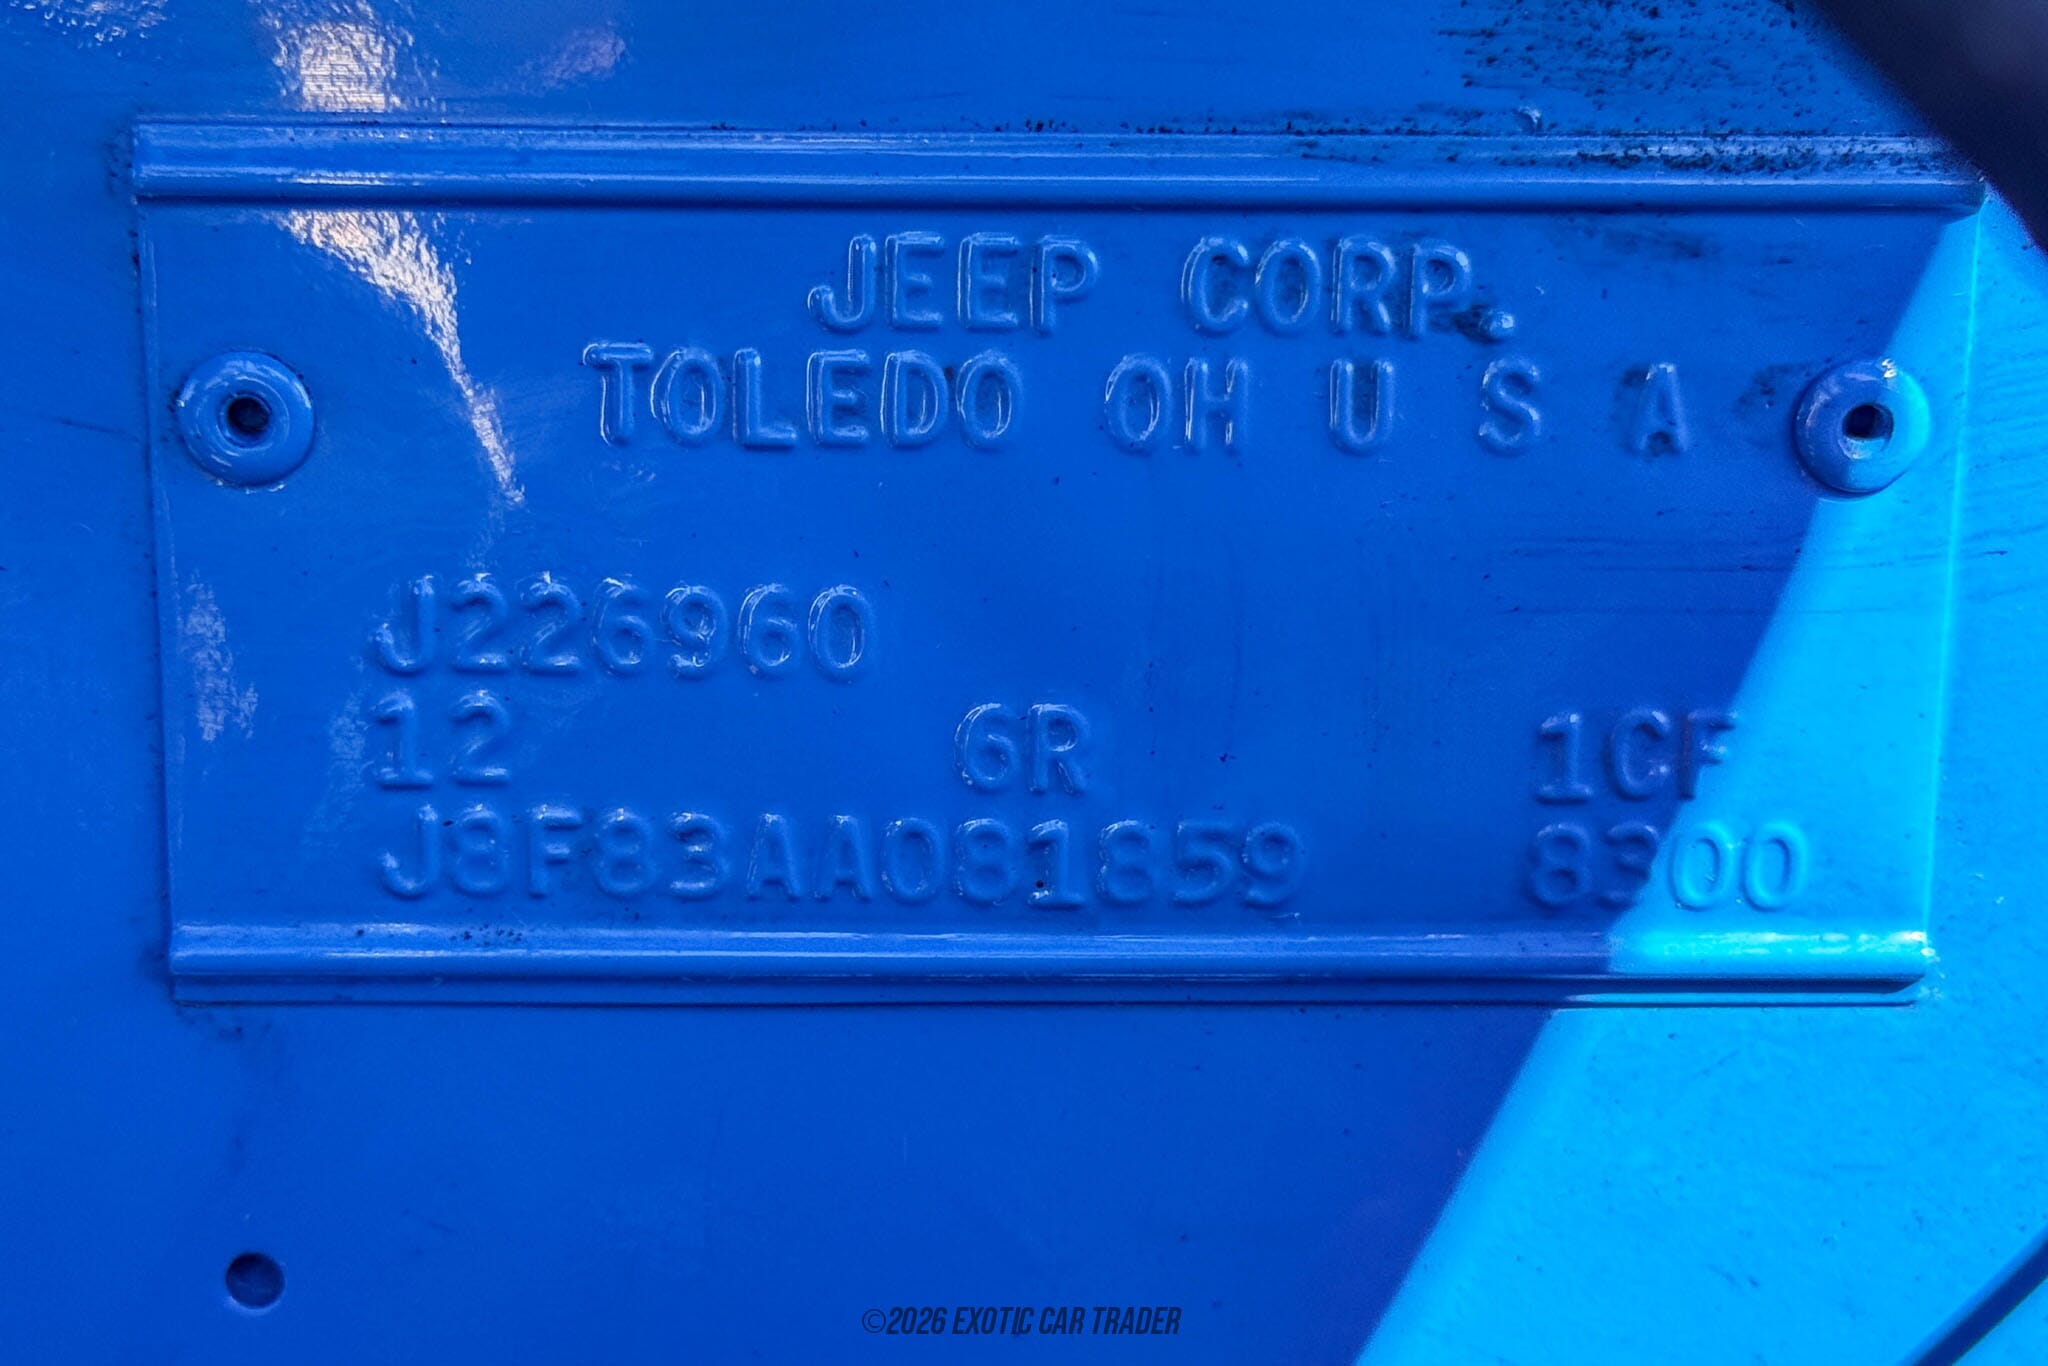 JEEP CORP.
TOLEDO OH U S A
J226960
12 6R 1CF
J8F83AA081859 8300
©2026 EXOTIC CAR TRADER